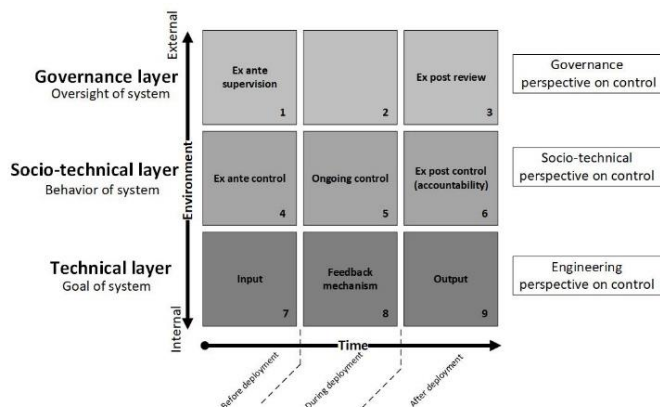 External
Governance layer
Oversight of system
Ex ante
supervision
1
2
Ex post review
3
Governance
perspective on control
Environment
Socio-technical layer
Behavior of system
Ex ante control
4
Ongoing control
5
Ex post control
(accountability)
6
Socio-technical
perspective on control
Technical layer
Goal of system
Input
7
Feedback
mechanism
8
Output
9
Engineering
perspective on control
Internal
Time
Before deployment
During deployment
After deployment